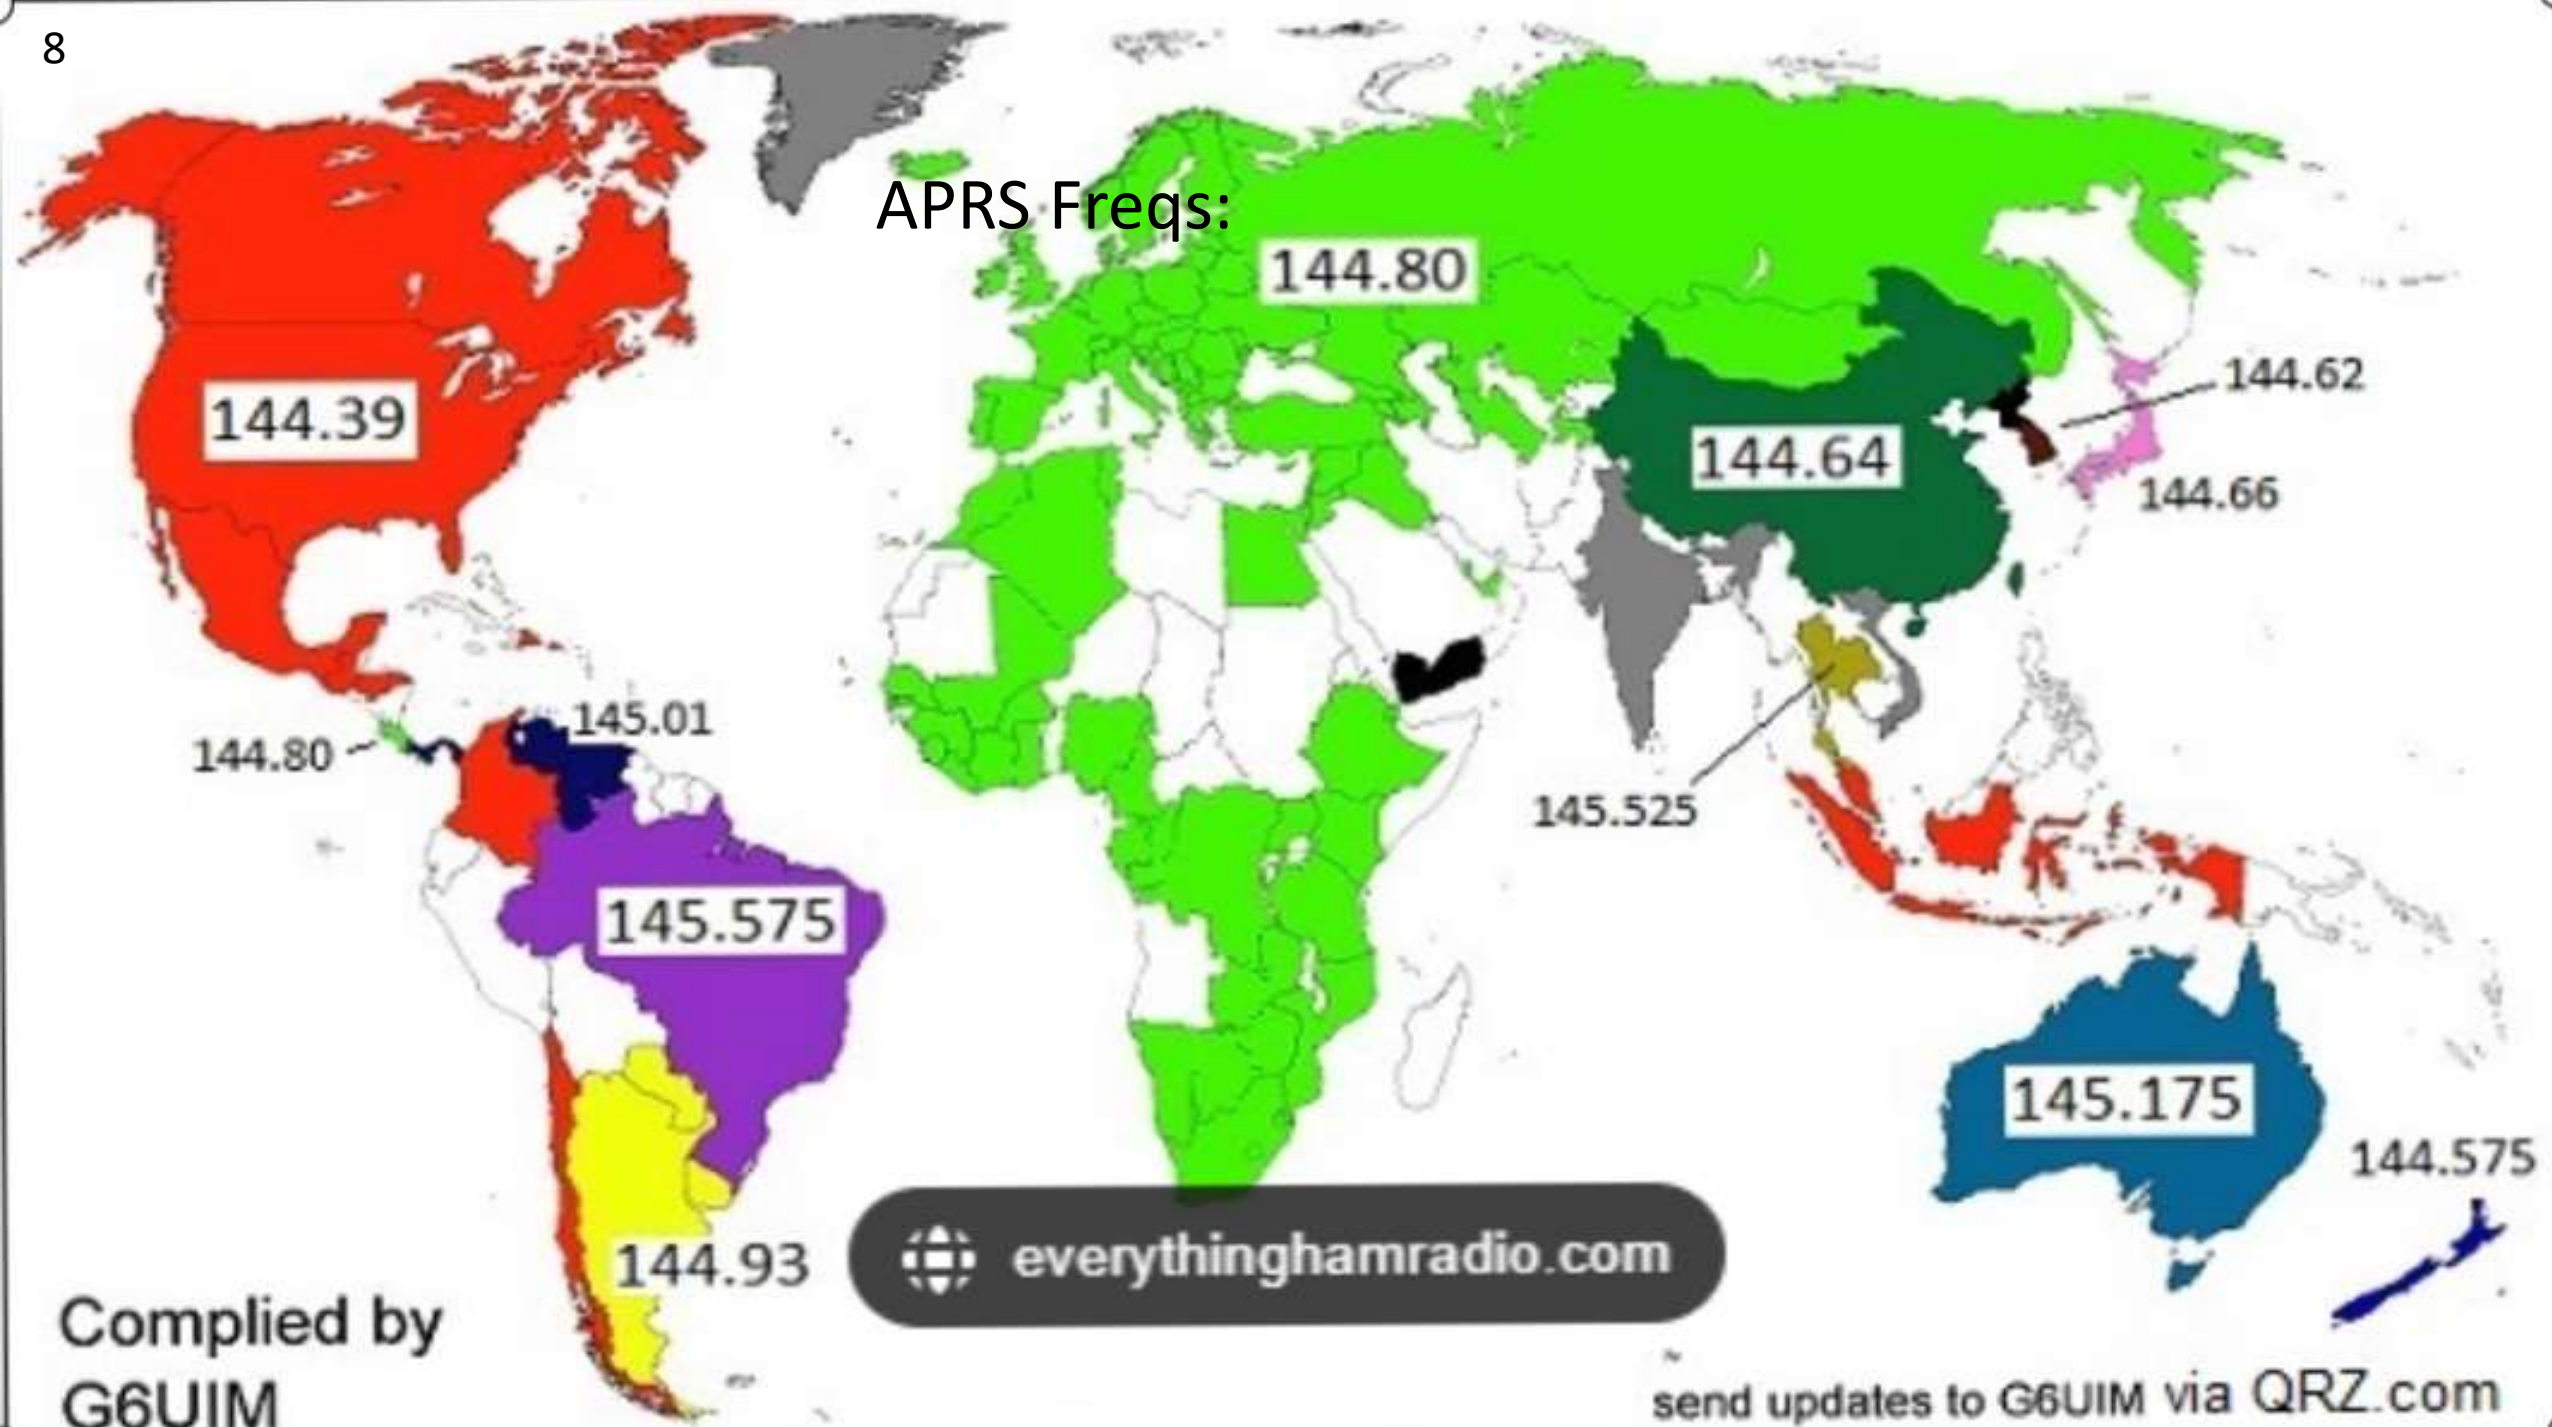 8
APRS Freqs:
144.80
144.39
144.62
144.64
144.66
145.01
144.80
145.525
145.575
145.175
144.575
144.93
everythinghamradio.com
Complied by
G6UIM
send updates to G6UIM via QRZ.com